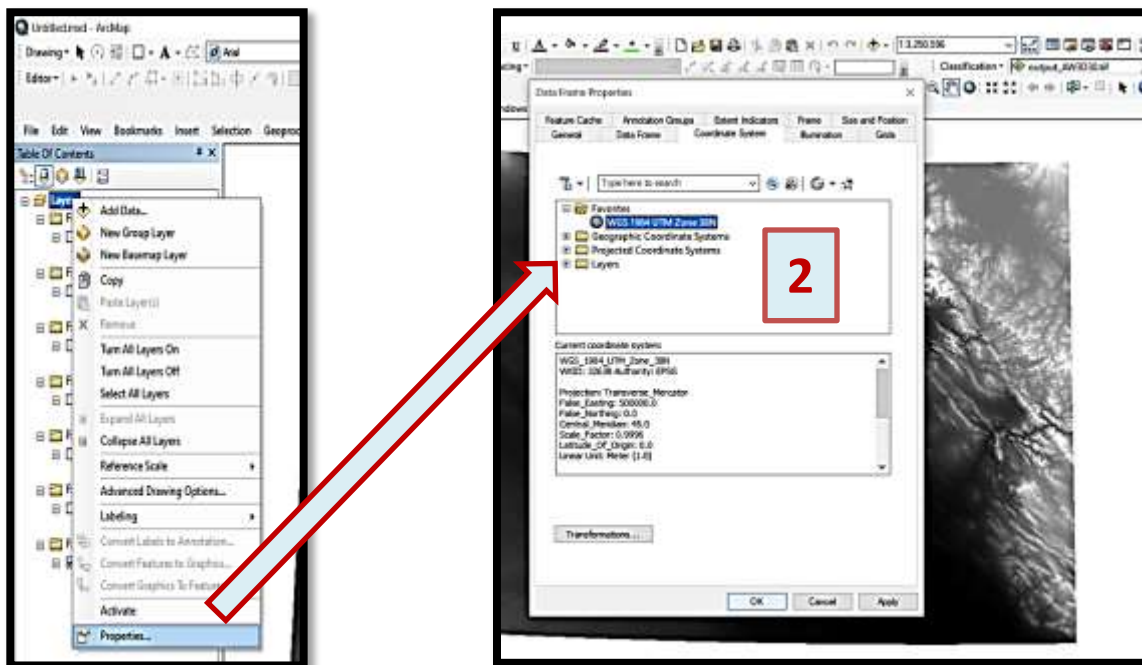 Untitled.mxd - ArcMap
Drawing
A
Arial
Editor
File Edit View Bookmarks Insert Selection Geoproc
Table Of Contents
Layers
Add Data...
New Group Layer
New Basemap Layer
Copy
Paste Layer(s)
Remove
Turn All Layers On
Turn All Layers Off
Select All Layers
Expand All Layers
Collapse All Layers
Reference Scale
Advanced Drawing Options...
Labeling
Convert Labels to Annotation...
Convert Features to Graphics...
Convert Graphics To Features
Activate
Properties...
Classification
Data Frame Properties
Feature Cache Annotation Groups Extent Indicators Frame Size and Position
General Data Frame Coordinate System Illumination Grids
Type here to search
Favorites
WGS 1984 UTM Zone 38N
Geographic Coordinate Systems
Projected Coordinate Systems
Layers
2
Current coordinate system:
WGS_1984_UTM_Zone_38N
WKID: 32638 Authority: EPSG
Projection: Transverse_Mercator
False_Easting: 500000.0
False_Northing: 0.0
Central_Meridian: 45.0
Scale_Factor: 0.9996
Latitude_Of_Origin: 0.0
Linear Unit: Meter (1.0)
Transformations...
OK Cancel Apply